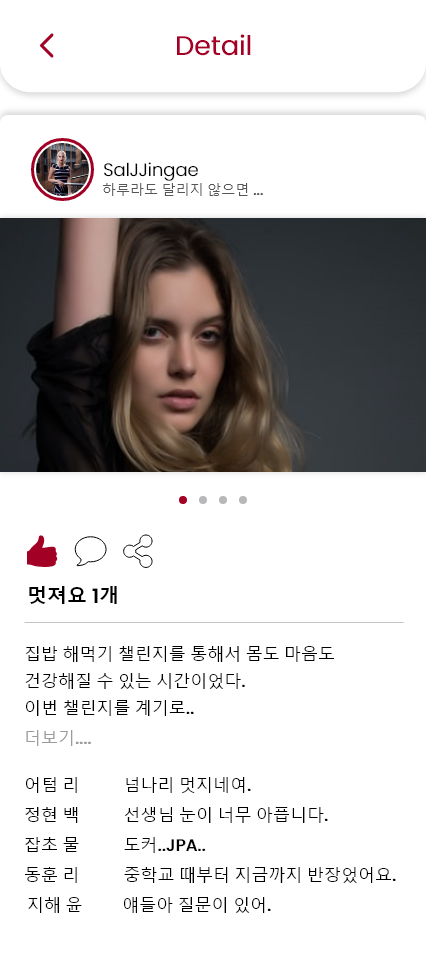 Detail
SalJJingae
하루라도 달리지 않으면 ...
멋져요 1개
집밥 해먹기 챌린지를 통해서 몸도 마음도
건강해질 수 있는 시간이었다.
이번 챌린지를 계기로..
더보기....
어텀 리 넘나리 멋지네여.
정현 백 선생님 눈이 너무 아픕니다.
잡초 물 도커..JPA..
동훈 리 중학교 때부터 지금까지 반장었어요.
지해 윤 얘들아 질문이 있어.